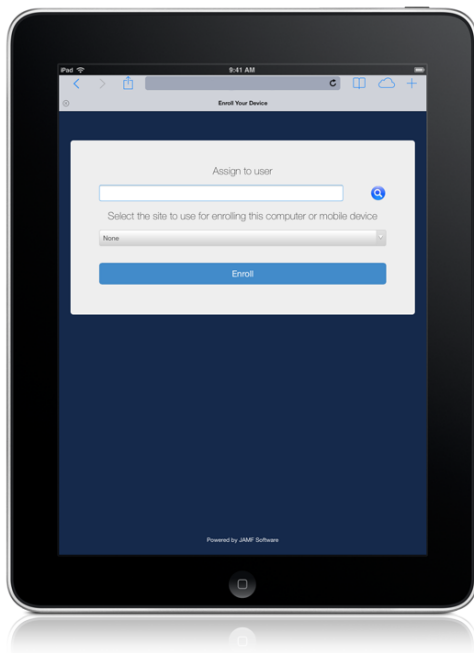 iPad
9:41 AM
Enroll Your Device
Assign to user
Select the site to use for enrolling this computer or mobile device
None
Enroll
Powered by JAMF Software